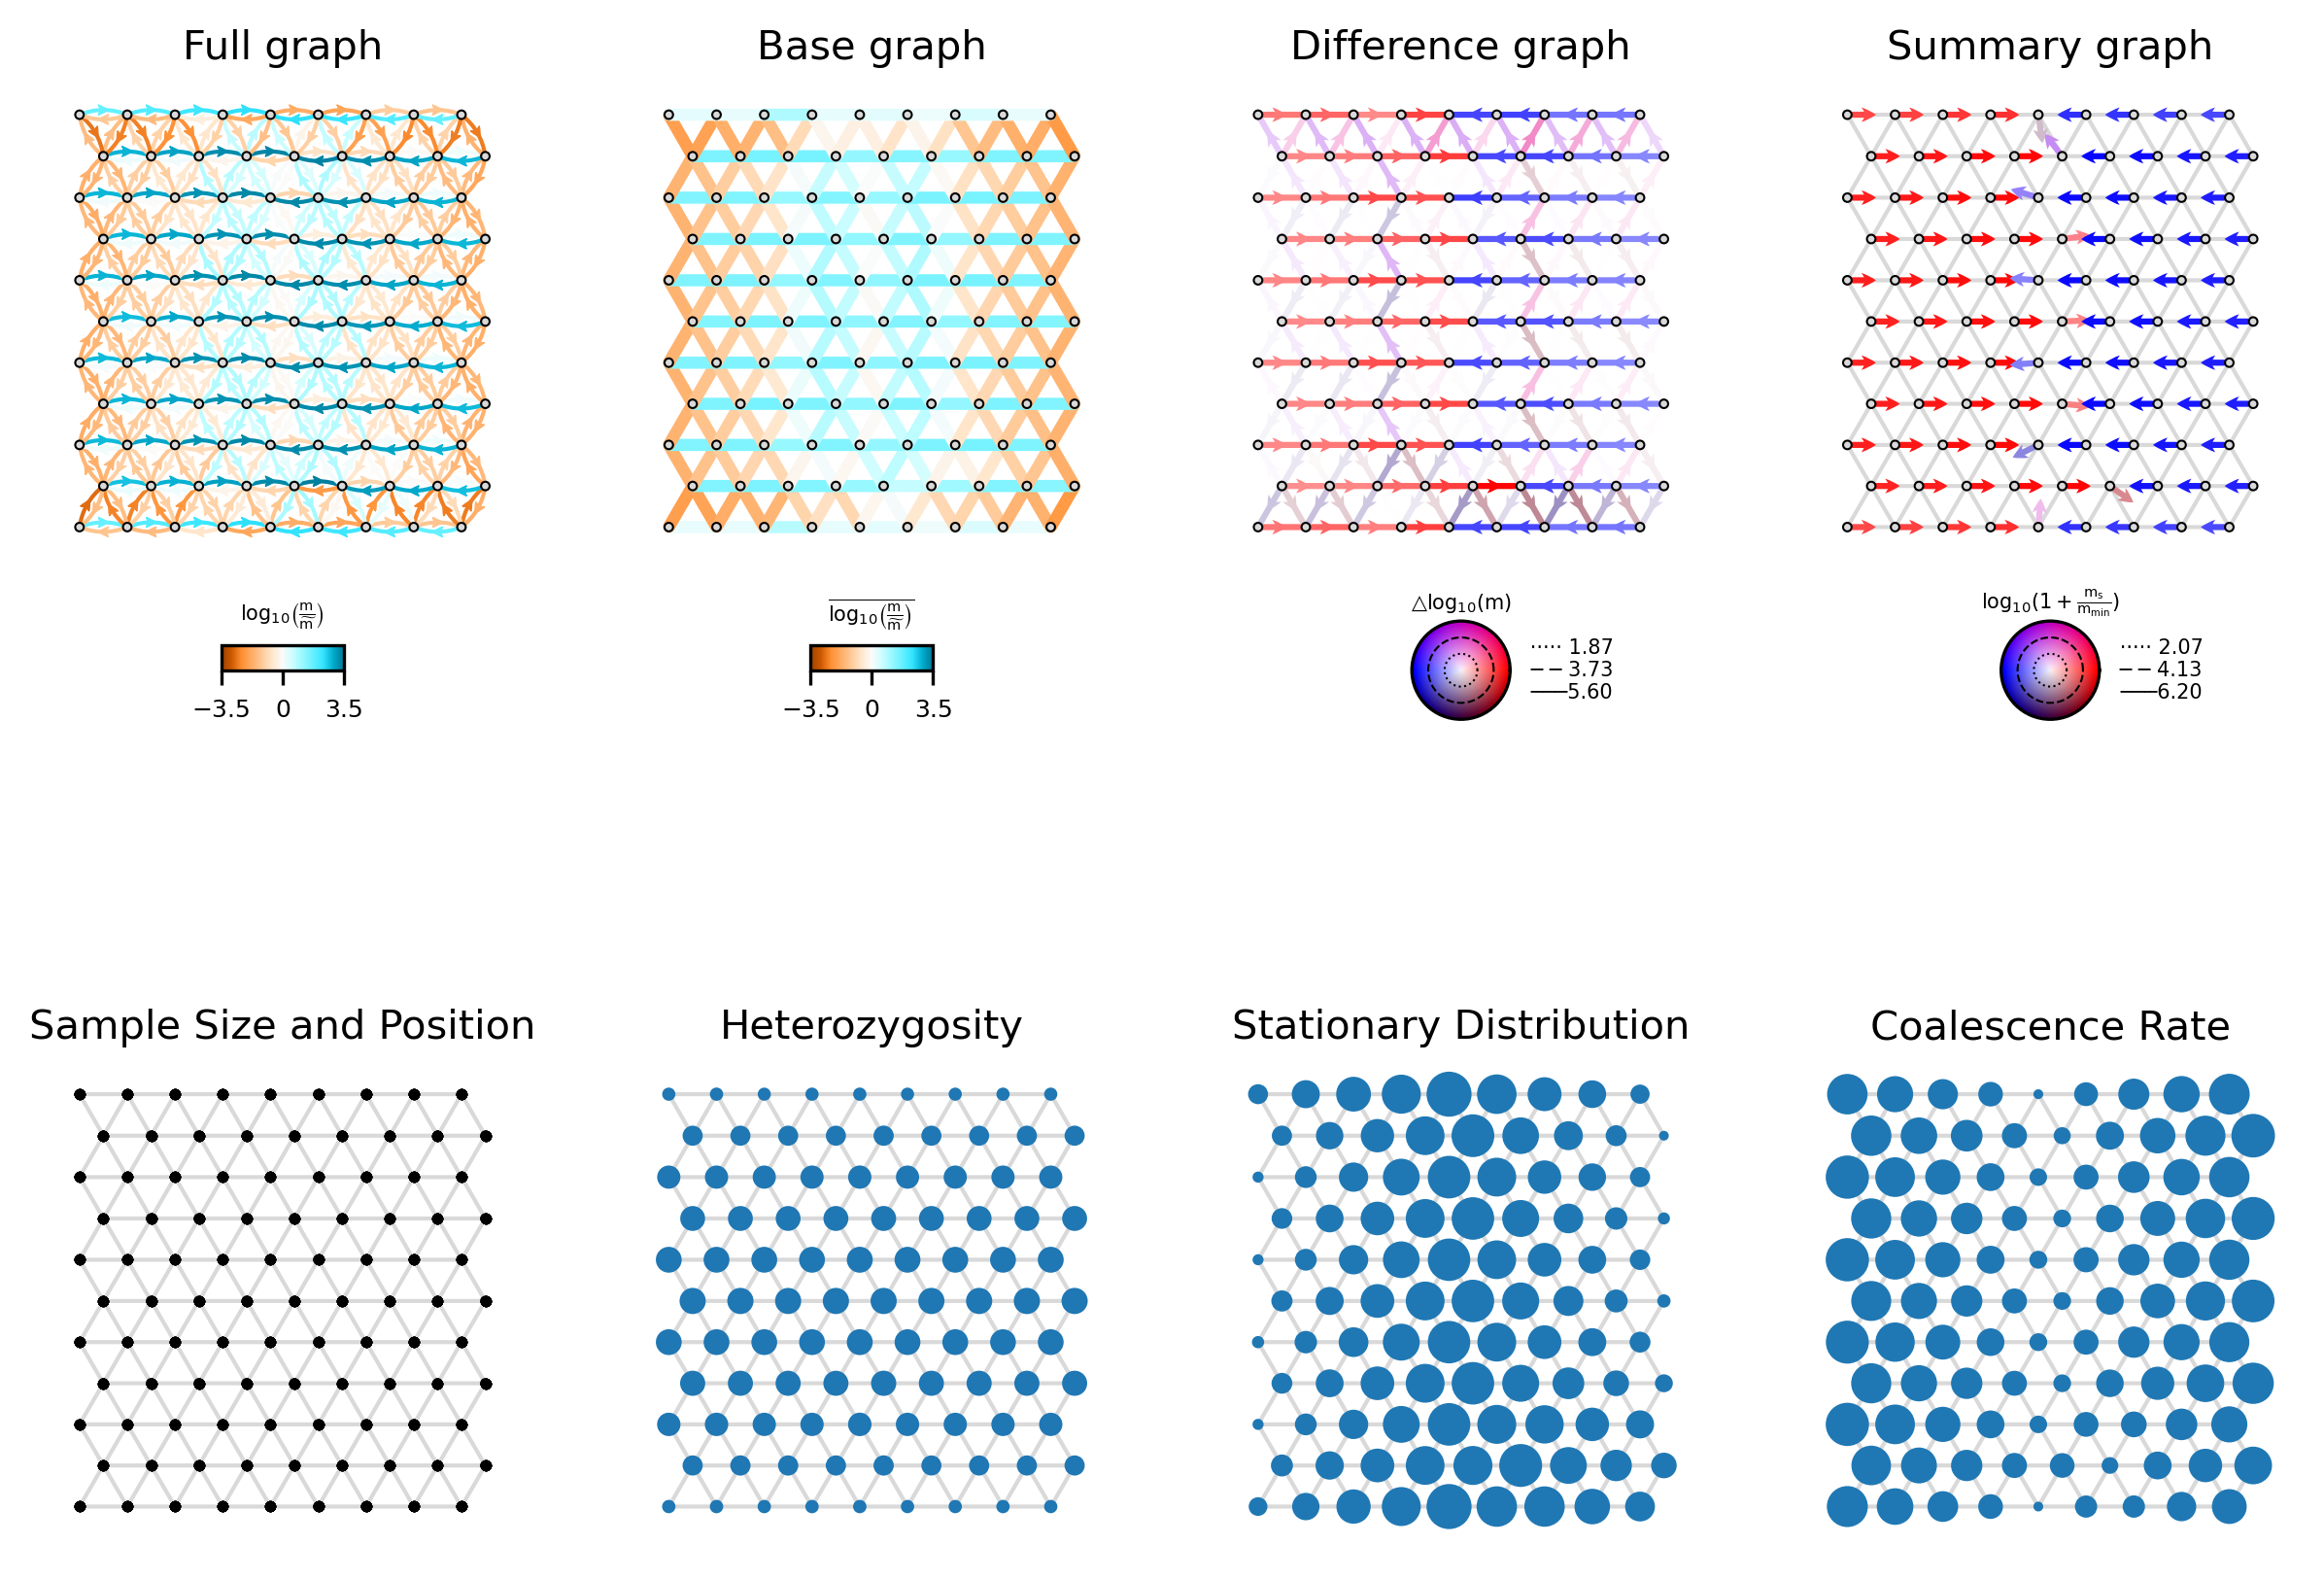 Full graph
Base graph
Difference graph
Summary graph
log₁₀(m/m̃)
−3.5 0 3.5
log₁₀(m/m̃)
−3.5 0 3.5
△log₁₀(m)
1.87
3.73
5.60
log₁₀(1 + mₛ/m_min)
2.07
4.13
6.20
Sample Size and Position
Heterozygosity
Stationary Distribution
Coalescence Rate